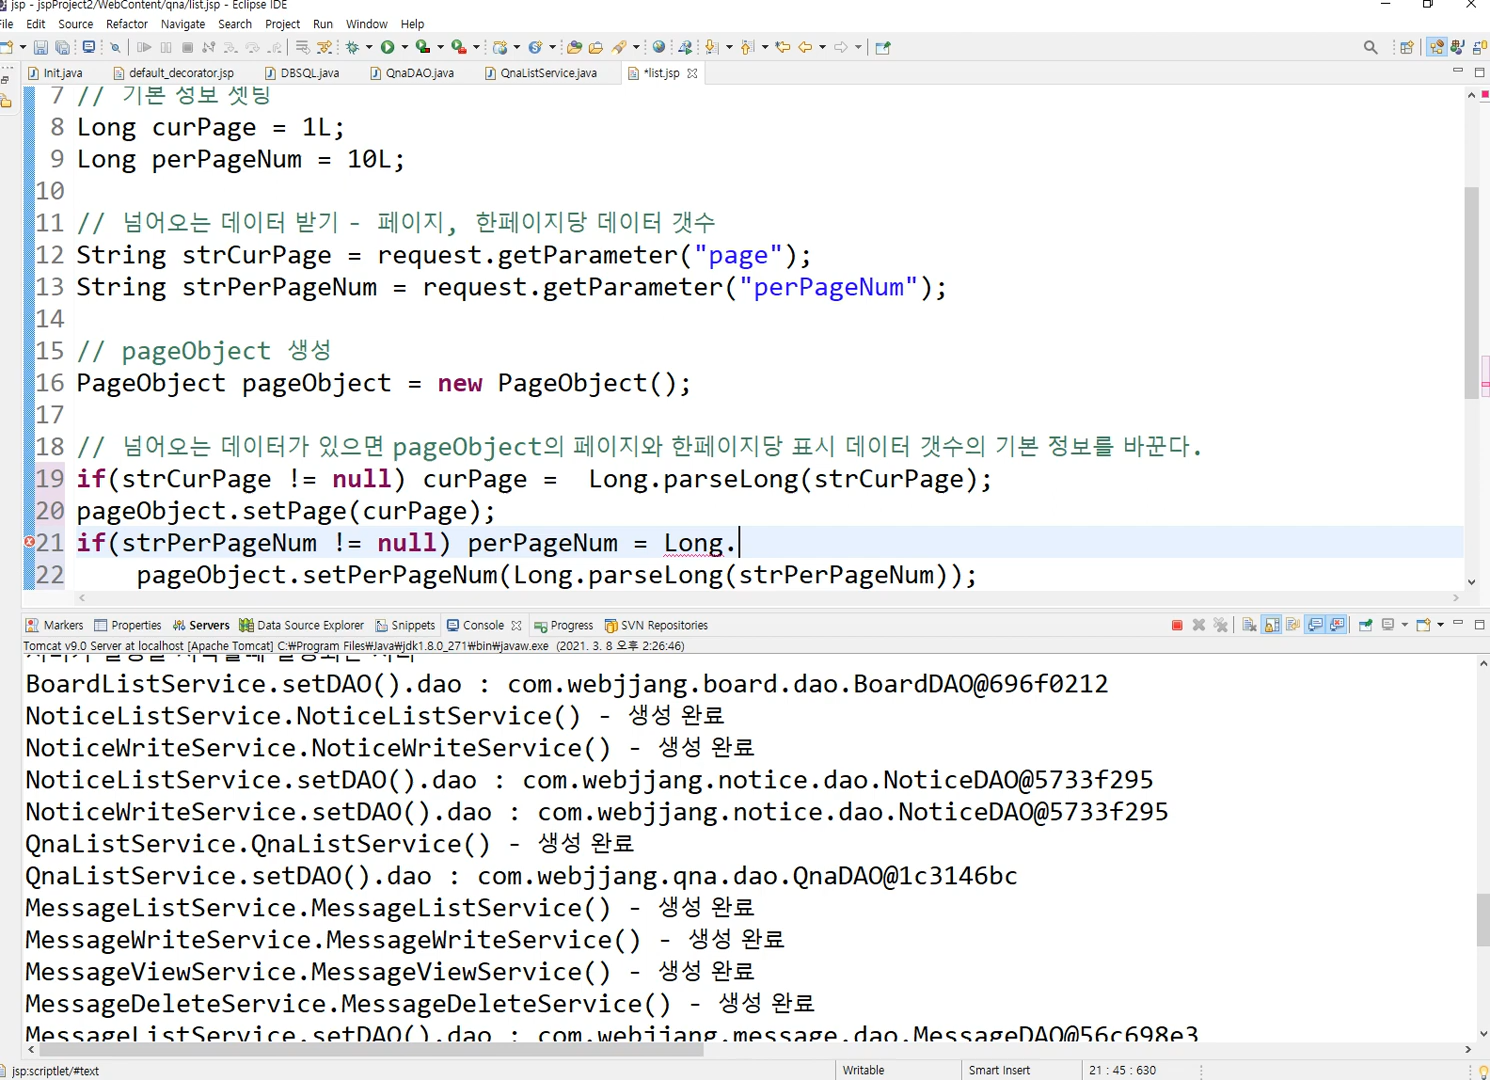 jsp - jspProject2/WebContent/qna/list.jsp - Eclipse IDE
File Edit Source Refactor Navigate Search Project Run Window Help
Init.java default_decorator.jsp DBSQL.java QnaDAO.java QnaListService.java *list.jsp
7 // 기본 정보 셋팅
8 Long curPage = 1L;
9 Long perPageNum = 10L;
10
11 // 넘어오는 데이터 받기 - 페이지, 한페이지당 데이터 갯수
12 String strCurPage = request.getParameter("page");
13 String strPerPageNum = request.getParameter("perPageNum");
14
15 // pageObject 생성
16 PageObject pageObject = new PageObject();
17
18 // 넘어오는 데이터가 있으면 pageObject의 페이지와 한페이지당 표시 데이터 갯수의 기본 정보를 바꾼다.
19 if(strCurPage != null) curPage =  Long.parseLong(strCurPage);
20 pageObject.setPage(curPage);
21 if(strPerPageNum != null) perPageNum = Long.
22     pageObject.setPerPageNum(Long.parseLong(strPerPageNum));
Markers Properties Servers Data Source Explorer Snippets Console Progress SVN Repositories
Tomcat v9.0 Server at localhost [Apache Tomcat] C:₩Program Files₩Java₩jdk1.8.0_271₩bin₩javaw.exe (2021. 3. 8 오후 2:26:46)
BoardListService.setDAO().dao : com.webjjang.board.dao.BoardDAO@696f0212
NoticeListService.NoticeListService() - 생성 완료
NoticeWriteService.NoticeWriteService() - 생성 완료
NoticeListService.setDAO().dao : com.webjjang.notice.dao.NoticeDAO@5733f295
NoticeWriteService.setDAO().dao : com.webjjang.notice.dao.NoticeDAO@5733f295
QnaListService.QnaListService() - 생성 완료
QnaListService.setDAO().dao : com.webjjang.qna.dao.QnaDAO@1c3146bc
MessageListService.MessageListService() - 생성 완료
MessageWriteService.MessageWriteService() - 생성 완료
MessageViewService.MessageViewService() - 생성 완료
MessageDeleteService.MessageDeleteService() - 생성 완료
MessageListService.setDAO().dao : com.webjjang.message.dao.MessageDAO@56c698e3
jsp:scriptlet/#text Writable Smart Insert 21 : 45 : 630